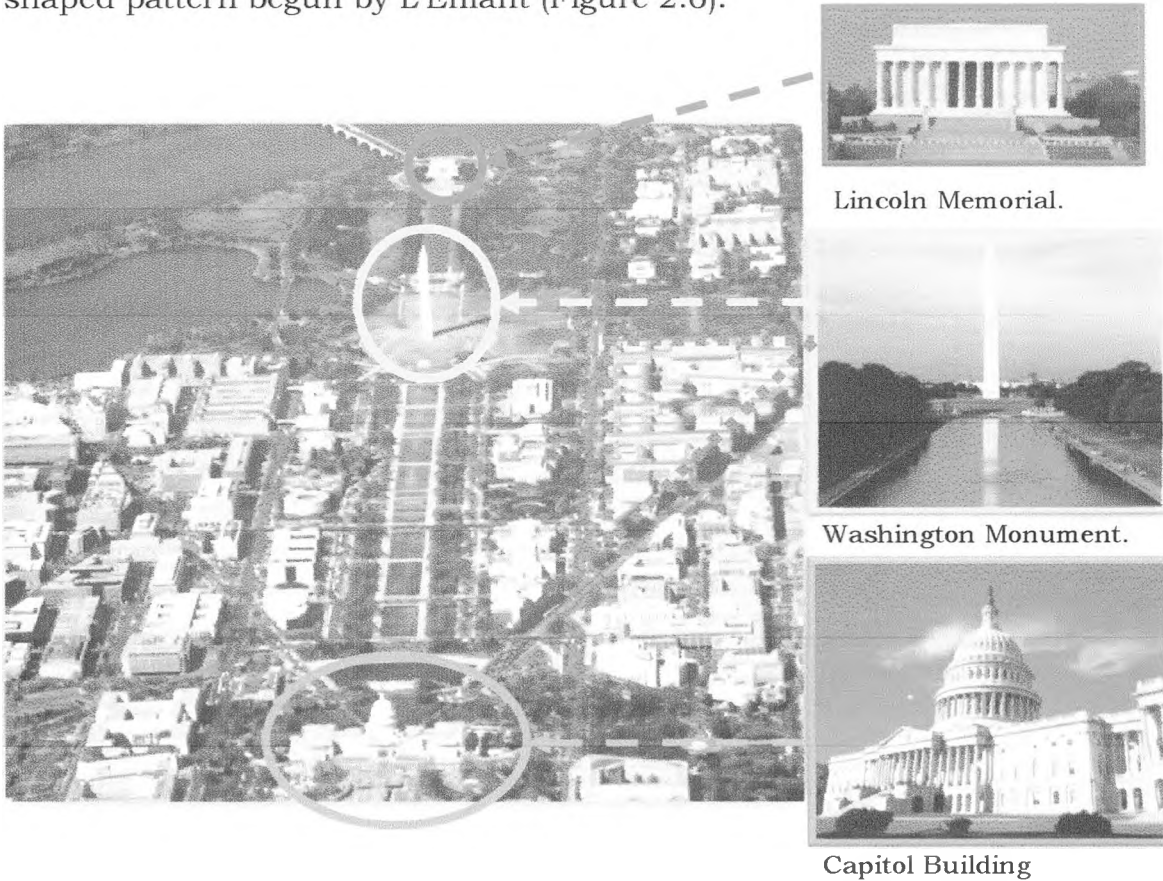 shaped pattern begun by L'Enfant (Figure 2.6).
Lincoln Memorial.
Washington Monument.
Capitol Building